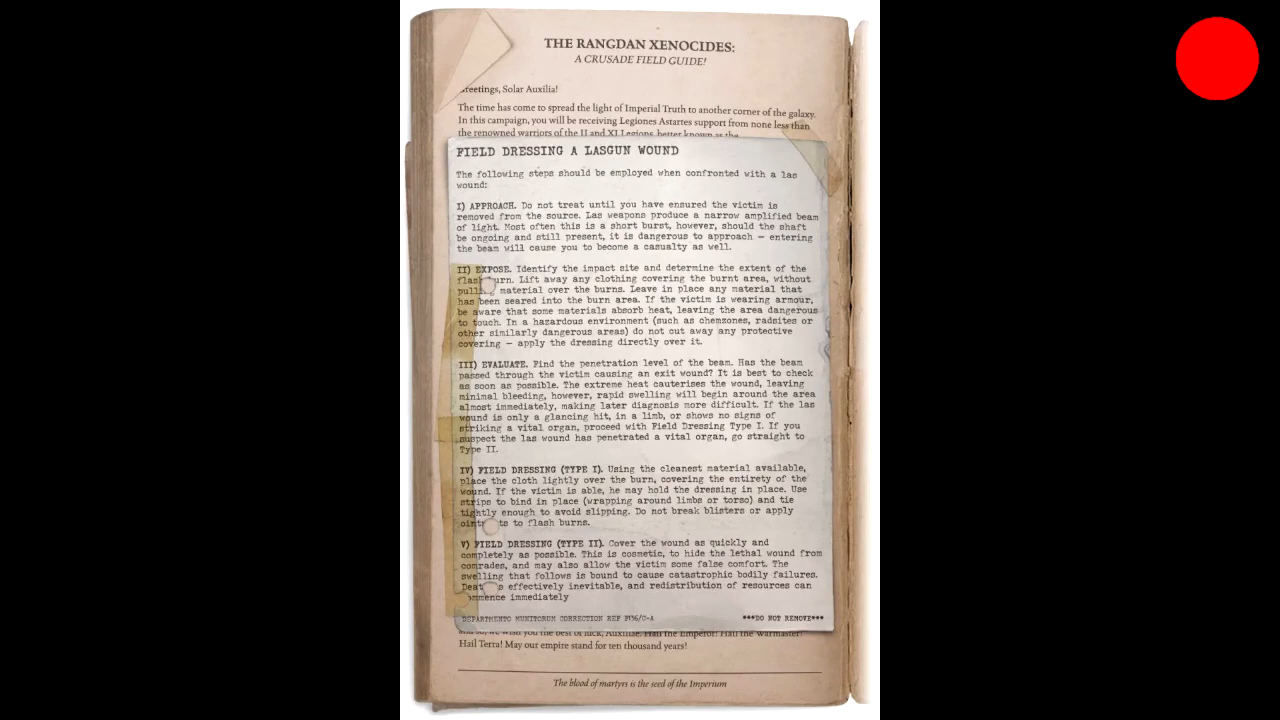 THE RANGDAN XENOCIDES:
A CRUSADE FIELD GUIDE!
Greetings, Solar Auxilia!
The time has come to spread the light of Imperial Truth to another corner of the galaxy.
In this campaign, you will be receiving Legiones Astartes support from none less than
the renowned warriors of the II and XI Legions, better known as the
FIELD DRESSING A LASGUN WOUND
The following steps should be employed when confronted with a las
wound:
I) APPROACH. Do not treat until you have ensured the victim is
removed from the source. Las weapons produce a narrow amplified beam
of light. Most often this is a short burst, however, should the shaft
be ongoing and still present, it is dangerous to approach — entering
the beam will cause you to become a casualty as well.
II) EXPOSE. Identify the impact site and determine the extent of the
flash burn. Lift away any clothing covering the burnt area, without
pulling material over the burns. Leave in place any material that
has been seared into the burn area. If the victim is wearing armour,
be aware that some materials absorb heat, leaving the area dangerous
to touch. In a hazardous environment (such as chemzones, radsites or
other similarly dangerous areas) do not cut away any protective
covering — apply the dressing directly over it.
III) EVALUATE. Find the penetration level of the beam. Has the beam
passed through the victim causing an exit wound? It is best to check
as soon as possible. The extreme heat cauterises the wound, leaving
minimal bleeding, however, rapid swelling will begin around the area
almost immediately, making later diagnosis more difficult. If the las
wound is only a glancing hit, in a limb, or shows no signs of
striking a vital organ, proceed with Field Dressing Type I. If you
suspect the las wound has penetrated a vital organ, go straight to
Type II.
IV) FIELD DRESSING (TYPE I). Using the cleanest material available,
place the cloth lightly over the burn, covering the entirety of the
wound. If the victim is able, he may hold the dressing in place. Use
strips to bind in place (wrapping around limbs or torso) and tie
tightly enough to avoid slipping. Do not break blisters or apply
ointments to flash burns.
V) FIELD DRESSING (TYPE II). Cover the wound as quickly and
completely as possible. This is cosmetic, to hide the lethal wound from
comrades, and may also allow the victim some false comfort. The
swelling that follows is bound to cause catastrophic bodily failures.
Death is effectively inevitable, and redistribution of resources can
commence immediately
DEPARTMENTO MUNITORUM CORRECTION REF ***DO NOT REMOVE***
and so, we wish you the best of luck, Auxiliae. Hail the Emperor! Hail the Warmaster!
Hail Terra! May our empire stand for ten thousand years!
The blood of martyrs is the seed of the Imperium